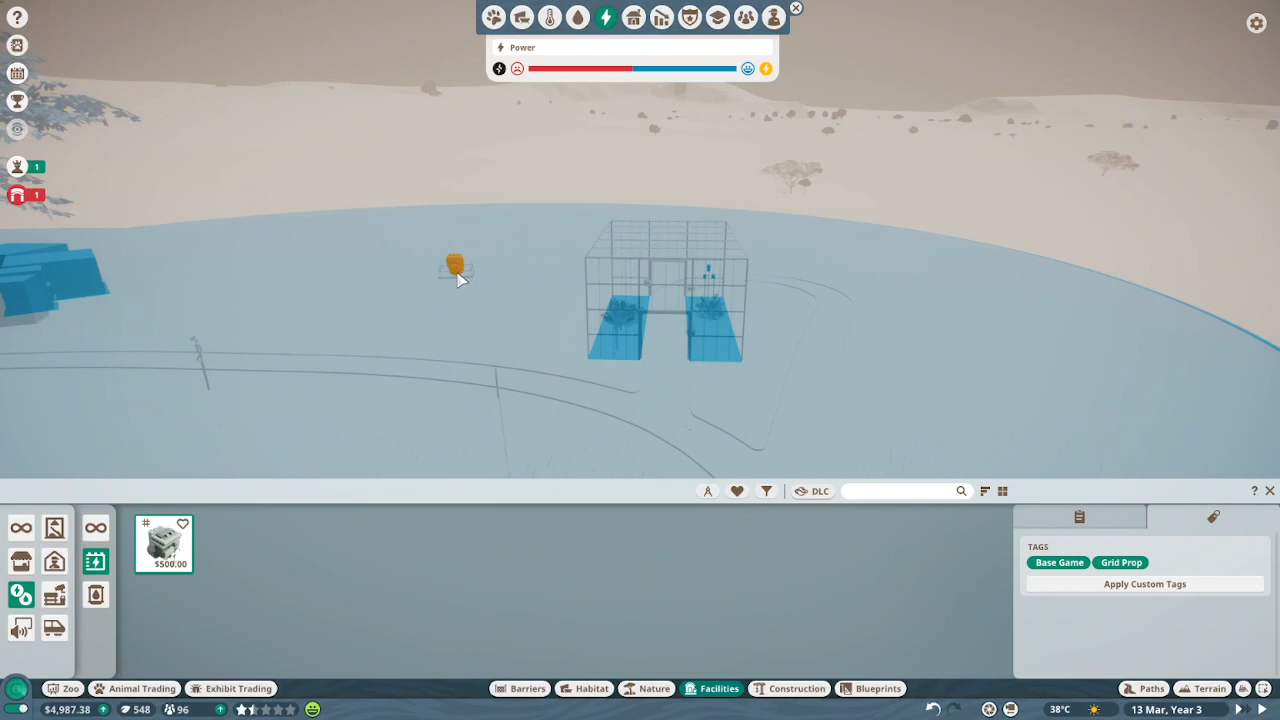 Power
1
1
DLC
$500.00
TAGS
Base Game Grid Prop
Apply Custom Tags
Zoo Animal Trading Exhibit Trading Barriers Habitat Nature Facilities Construction Blueprints Paths Terrain
$4,987.38 548 96 38°C 13 Mar, Year 3